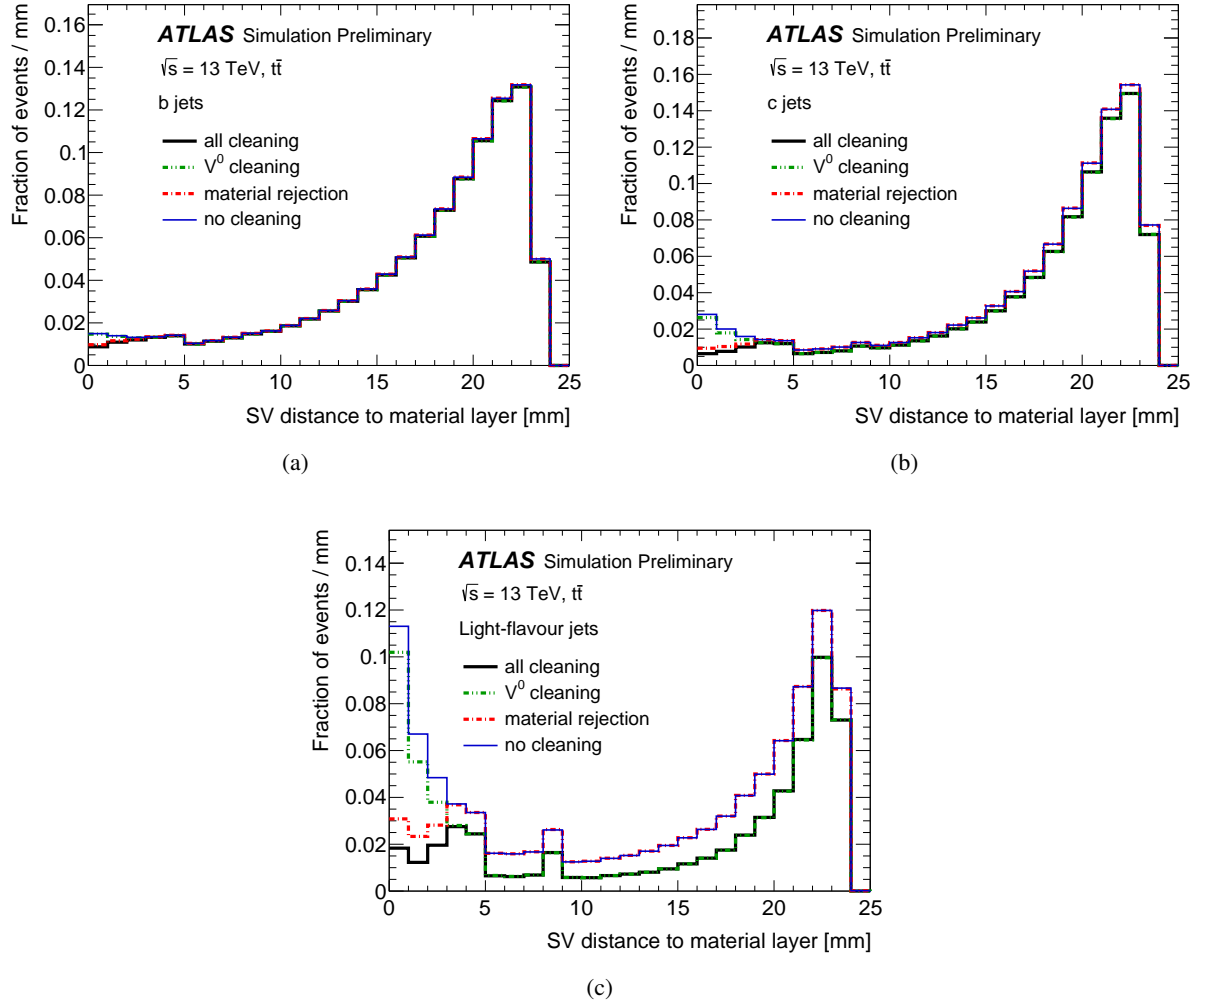 ATLAS Simulation Preliminary
√s = 13 TeV, tt̄
b jets
all cleaning
V⁰ cleaning
material rejection
no cleaning
Fraction of events / mm
0 0.02 0.04 0.06 0.08 0.1 0.12 0.14 0.16
0 5 10 15 20 25
SV distance to material layer [mm]
(a)
ATLAS Simulation Preliminary
√s = 13 TeV, tt̄
c jets
all cleaning
V⁰ cleaning
material rejection
no cleaning
Fraction of events / mm
0 0.02 0.04 0.06 0.08 0.1 0.12 0.14 0.16 0.18
0 5 10 15 20 25
SV distance to material layer [mm]
(b)
ATLAS Simulation Preliminary
√s = 13 TeV, tt̄
Light-flavour jets
all cleaning
V⁰ cleaning
material rejection
no cleaning
Fraction of events / mm
0 0.02 0.04 0.06 0.08 0.1 0.12 0.14
0 5 10 15 20 25
SV distance to material layer [mm]
(c)